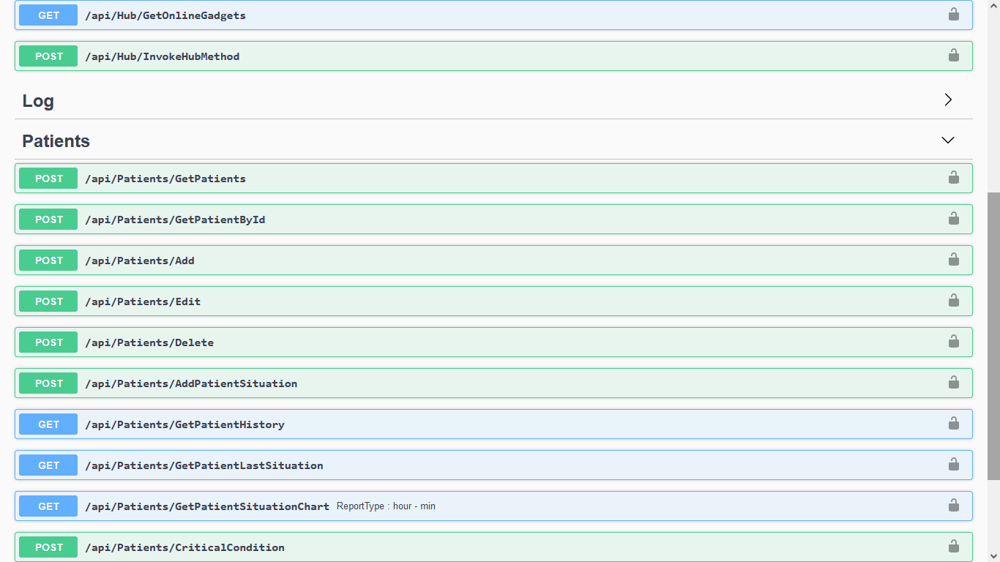 GET /api/Hub/GetOnlineGadgets
POST /api/Hub/InvokeHubMethod
Log
Patients
POST /api/Patients/GetPatients
POST /api/Patients/GetPatientById
POST /api/Patients/Add
POST /api/Patients/Edit
POST /api/Patients/Delete
POST /api/Patients/AddPatientSituation
GET /api/Patients/GetPatientHistory
GET /api/Patients/GetPatientLastSituation
GET /api/Patients/GetPatientSituationChart ReportType : hour - min
POST /api/Patients/CriticalCondition